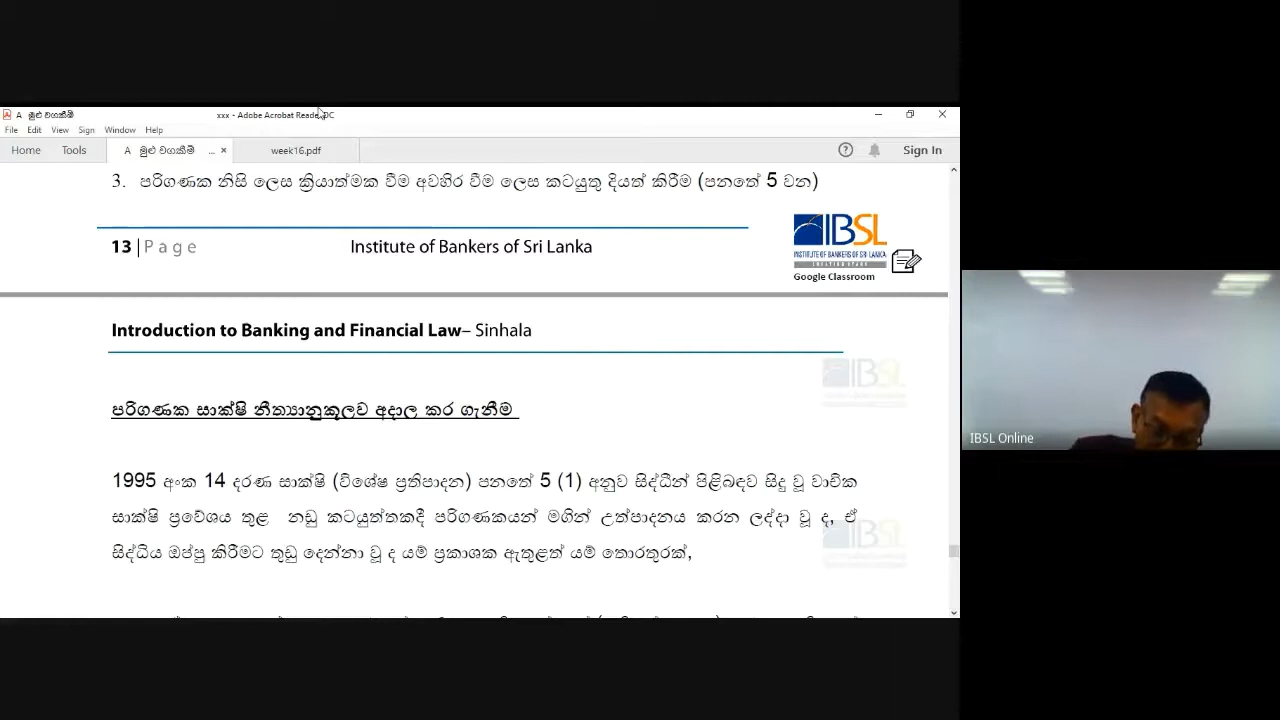 A මුළු වගකීම්
xxx - Adobe Acrobat Reader DC
File Edit View Sign Window Help
Home Tools A මුළු වගකීම් ... × week16.pdf Sign In
3. පරිගණක නිසි ලෙස ක්‍රියාත්මක වීම අවහිර වීම ලෙස කටයුතු දියත් කිරීම (පනතේ 5 වන)
IBSL
INSTITUTE OF BANKERS OF SRI LANKA
13 | Page Institute of Bankers of Sri Lanka
Google Classroom
Introduction to Banking and Financial Law– Sinhala
IBSL
පරිගණක සාක්ෂි නීත්‍යානුකූලව අදාල කර ගැනීම
IBSL Online
1995 අංක 14 දරණ සාක්ෂි (විශේෂ ප්‍රතිපාදන) පනතේ 5 (1) අනුව සිද්ධීන් පිළිබඳව සිදු වූ වාචික
සාක්ෂි ප්‍රවේශය තුළ නඩු කටයුත්තකදී පරිගණකයන් මගින් උත්පාදනය කරන ලද්දා වූ ද, ඒ
IBSL
සිද්ධිය ඔප්පු කිරීමට තුඩු දෙන්නා වූ ද යම් ප්‍රකාශක ඇතුළත් යම් තොරතුරක්,